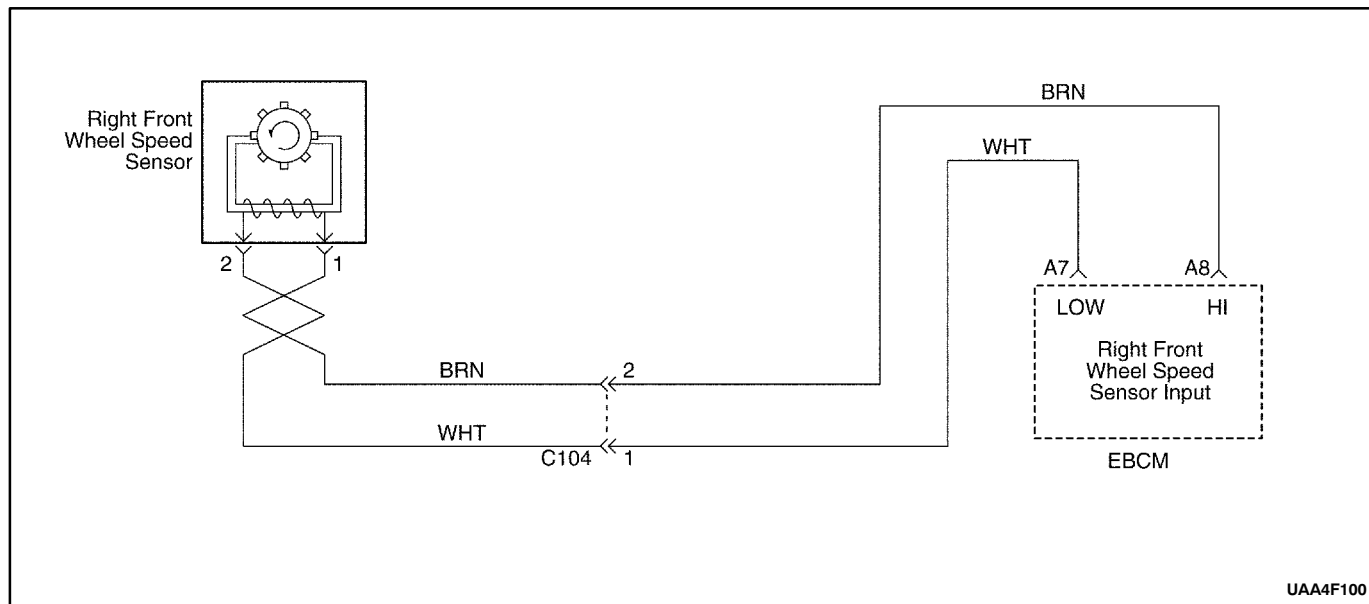 BRN
Right Front
Wheel Speed
Sensor
WHT
2 1
A7 A8
LOW HI
Right Front
Wheel Speed
Sensor Input
BRN 2
WHT
C104 1
EBCM
UAA4F100